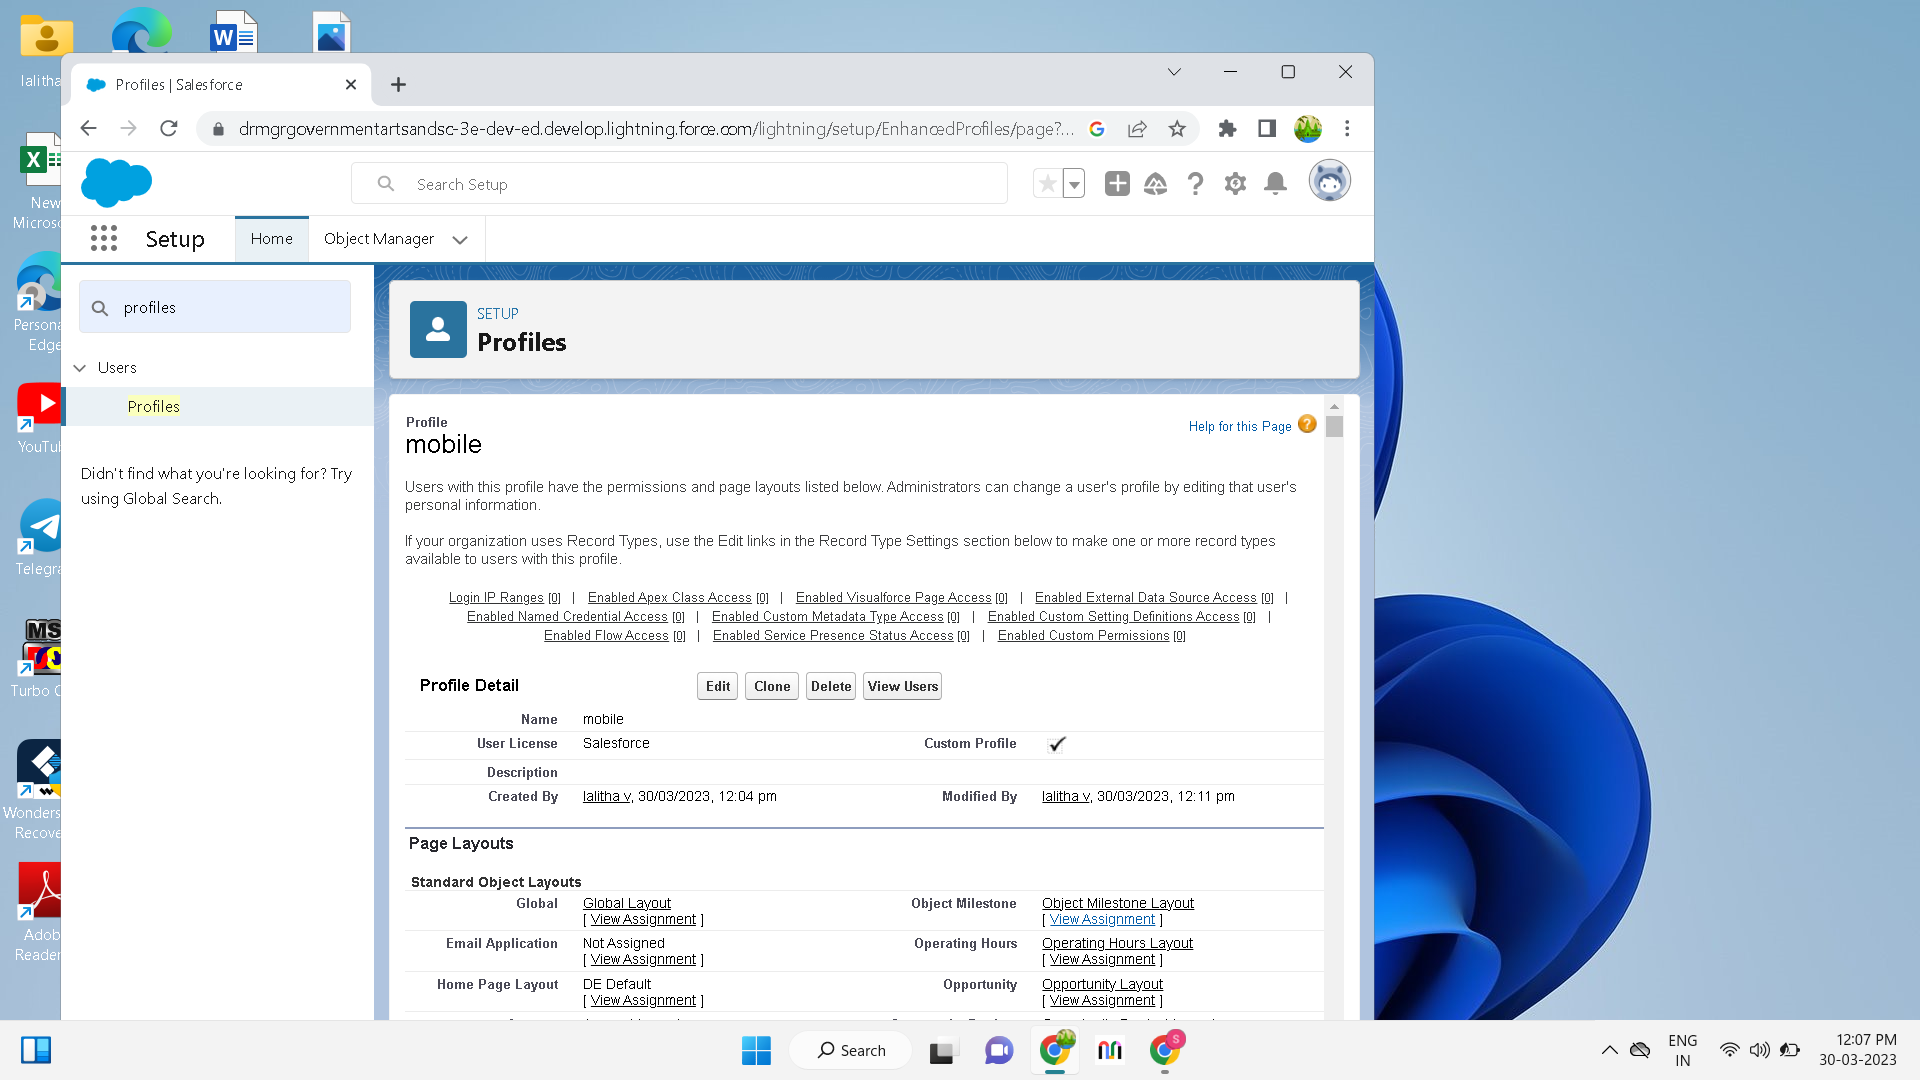 lalitha
Profiles | Salesforce
drmgrgovernmentartsandsc-3e-dev-ed.develop.lightning.force.com/lightning/setup/EnhancedProfiles/page?...
Search Setup
Setup
Home
Object Manager
profiles
Users
Profiles
Didn't find what you're looking for? Try
using Global Search.
SETUP
Profiles
Profile
mobile
Help for this Page
Users with this profile have the permissions and page layouts listed below. Administrators can change a user's profile by editing that user's
personal information.
If your organization uses Record Types, use the Edit links in the Record Type Settings section below to make one or more record types
available to users with this profile.
Login IP Ranges [0] | Enabled Apex Class Access [0] | Enabled Visualforce Page Access [0] | Enabled External Data Source Access [0] |
Enabled Named Credential Access [0] | Enabled Custom Metadata Type Access [0] | Enabled Custom Setting Definitions Access [0] |
Enabled Flow Access [0] | Enabled Service Presence Status Access [0] | Enabled Custom Permissions [0]
Profile Detail
Edit Clone Delete View Users
Name mobile
User License Salesforce Custom Profile
Description
Created By lalitha v, 30/03/2023, 12:04 pm Modified By lalitha v, 30/03/2023, 12:11 pm
Page Layouts
Standard Object Layouts
Global Global Layout Object Milestone Object Milestone Layout
[ View Assignment ] [ View Assignment ]
Email Application Not Assigned Operating Hours Operating Hours Layout
[ View Assignment ] [ View Assignment ]
Home Page Layout DE Default Opportunity Opportunity Layout
[ View Assignment ] [ View Assignment ]
New
Micros
Persona
Edge
YouTu
Telegra
Turbo C
Wonders
Recove
Adob
Reader
Search
ENG
IN
12:07 PM
30-03-2023